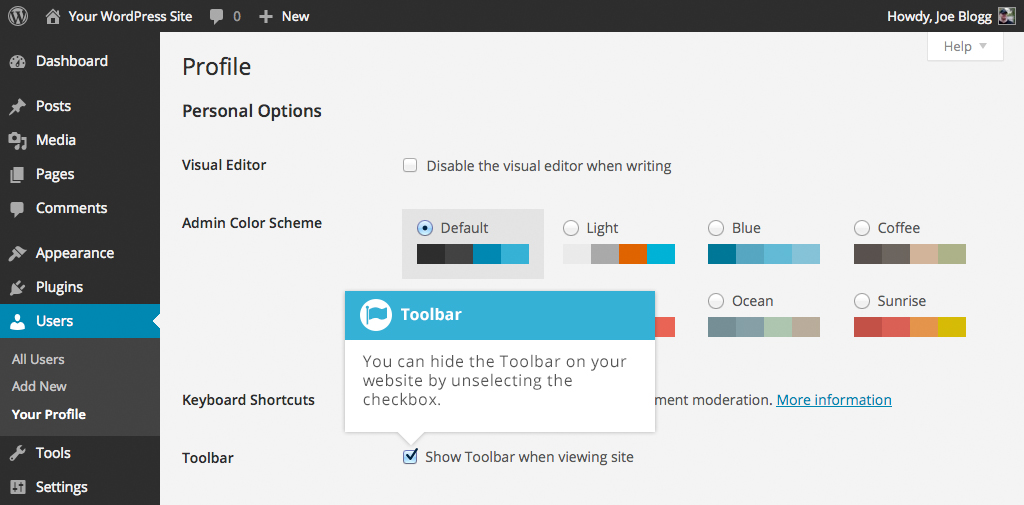 Your WordPress Site 0 New Howdy, Joe Blogg
Help
Dashboard
Posts
Media
Pages
Comments
Appearance
Plugins
Users
All Users
Add New
Your Profile
Tools
Settings
Profile
Personal Options
Visual Editor Disable the visual editor when writing
Admin Color Scheme Default Light Blue Coffee
Ocean Sunrise
Toolbar
You can hide the Toolbar on your
website by unselecting the
checkbox.
Keyboard Shortcuts ment moderation. More information
Toolbar Show Toolbar when viewing site